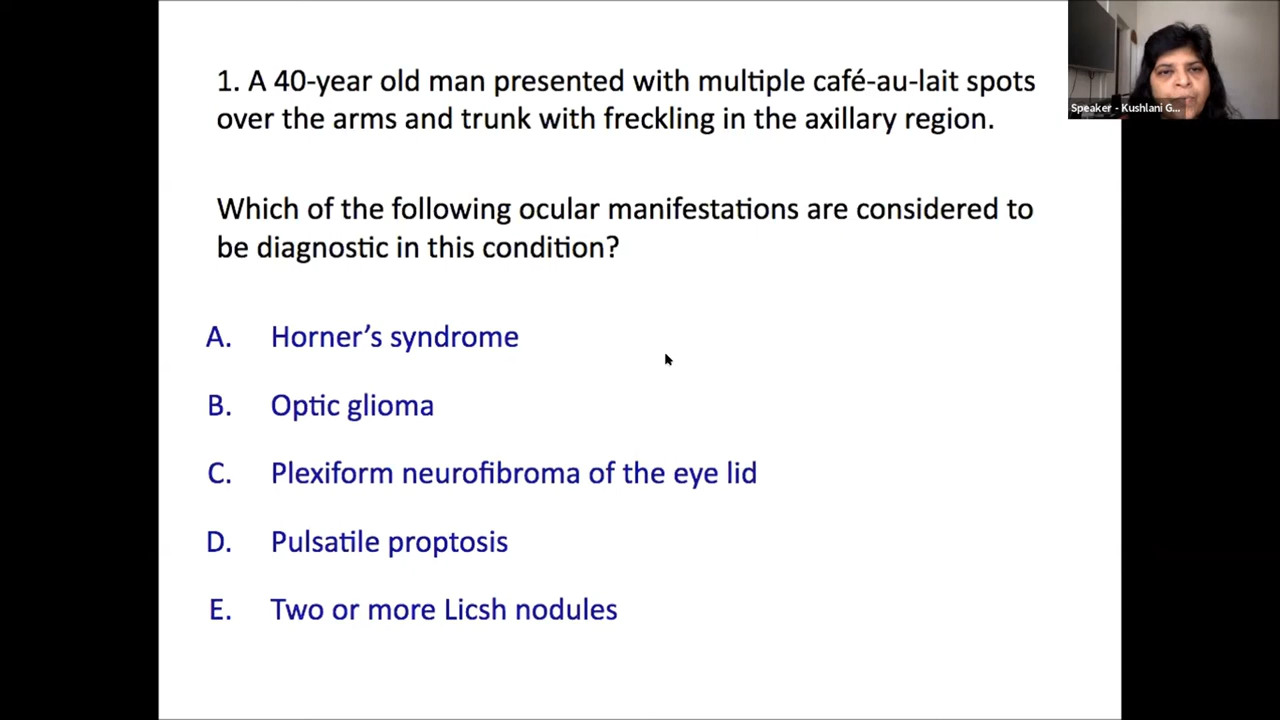 1. A 40-year old man presented with multiple café-au-lait spots
over the arms and trunk with freckling in the axillary region.
Which of the following ocular manifestations are considered to
be diagnostic in this condition?
A. Horner’s syndrome
B. Optic glioma
C. Plexiform neurofibroma of the eye lid
D. Pulsatile proptosis
E. Two or more Licsh nodules
Speaker - Kushlani G...